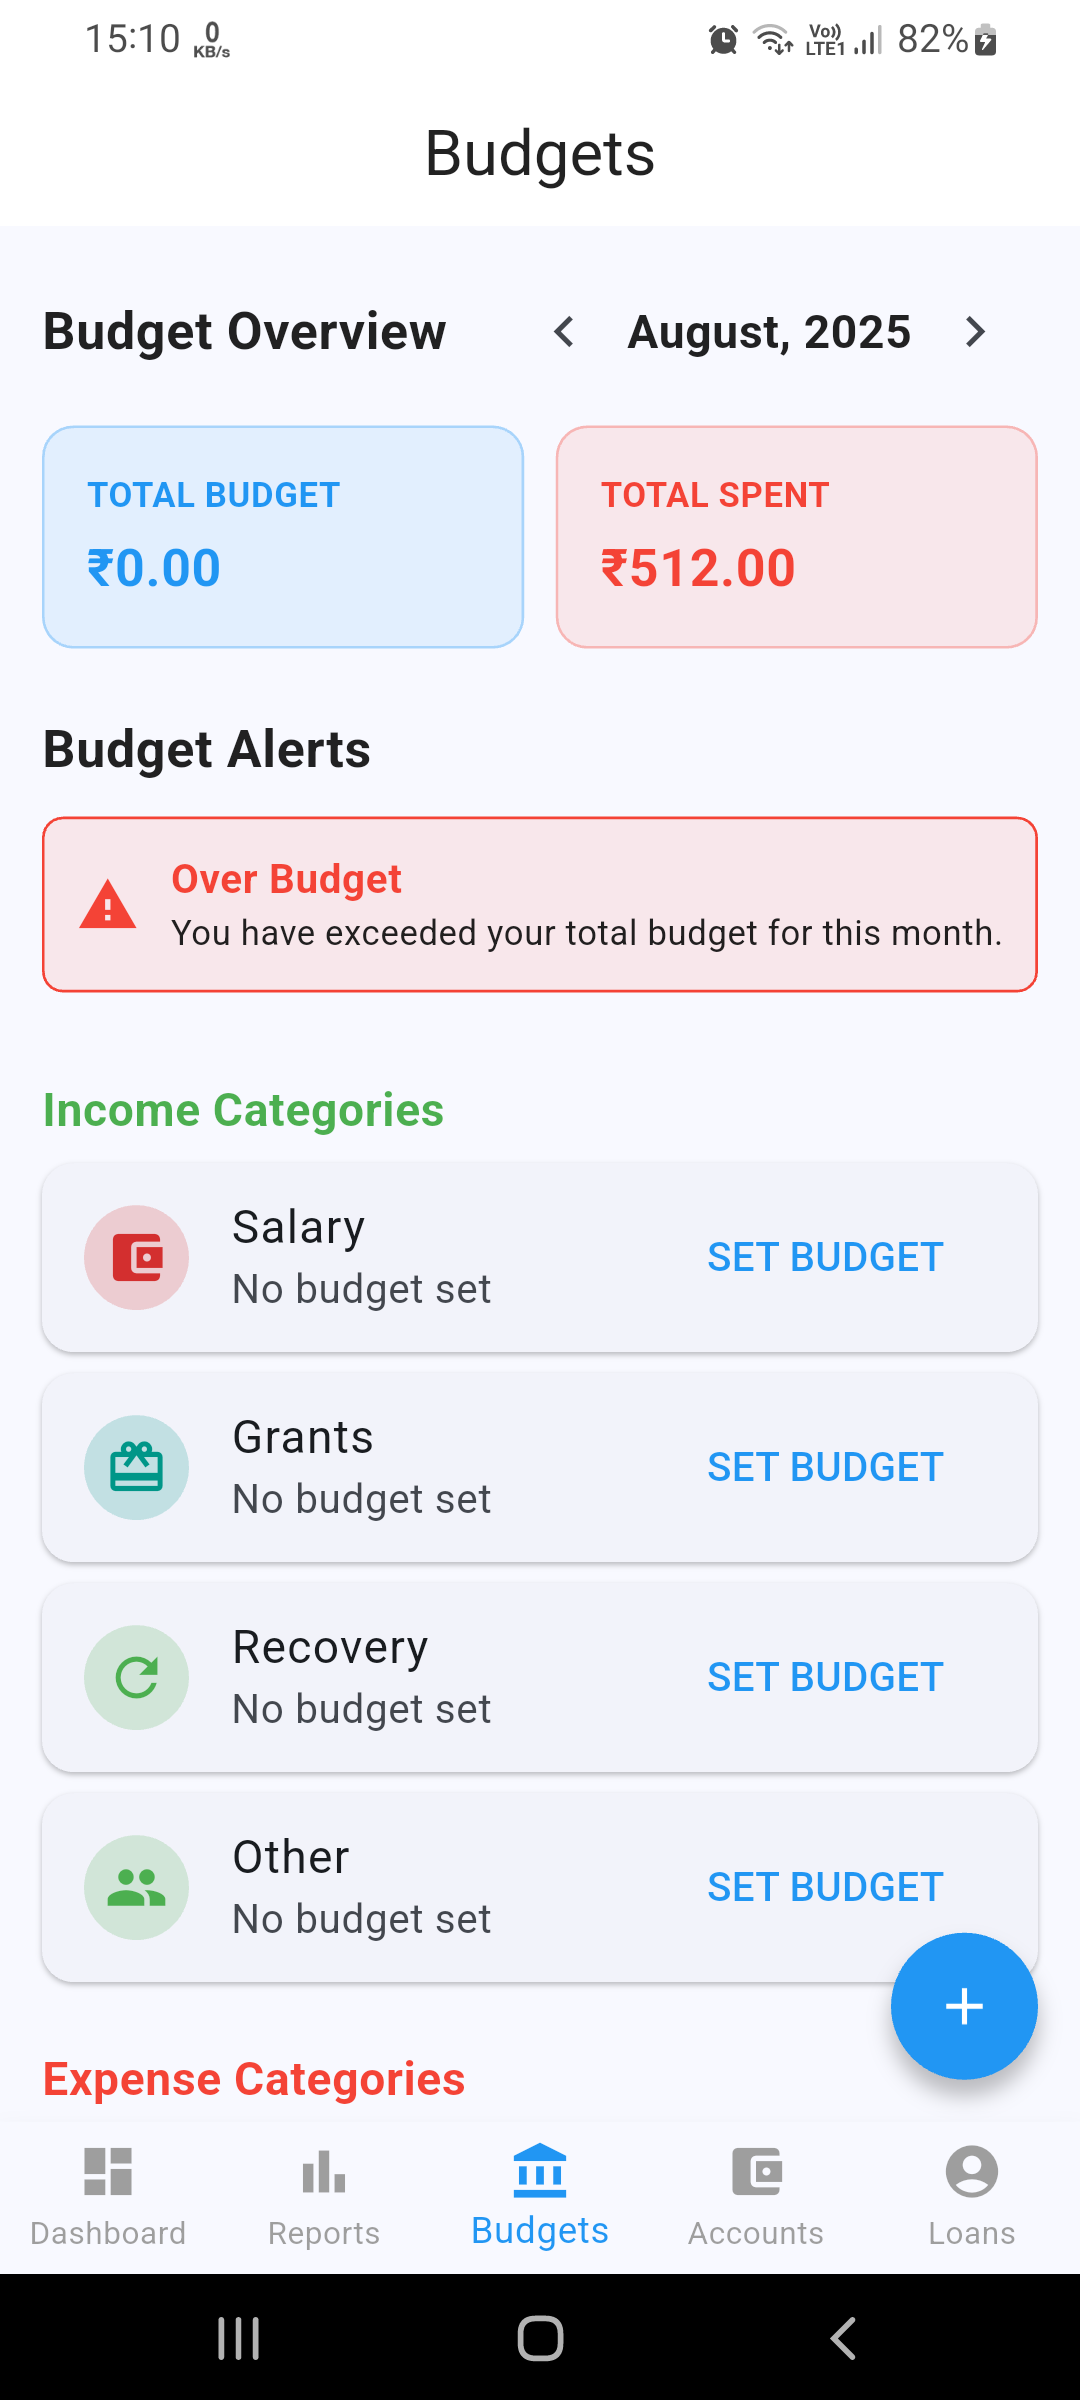 15:10 0 KB/s Vo)) LTE1 82%
Budgets
Budget Overview August, 2025
TOTAL BUDGET
₹0.00
TOTAL SPENT
₹512.00
Budget Alerts
Over Budget
You have exceeded your total budget for this month.
Income Categories
Salary
No budget set
SET BUDGET
Grants
No budget set
SET BUDGET
Recovery
No budget set
SET BUDGET
Other
No budget set
SET BUDGET
Expense Categories
Dashboard Reports Budgets Accounts Loans